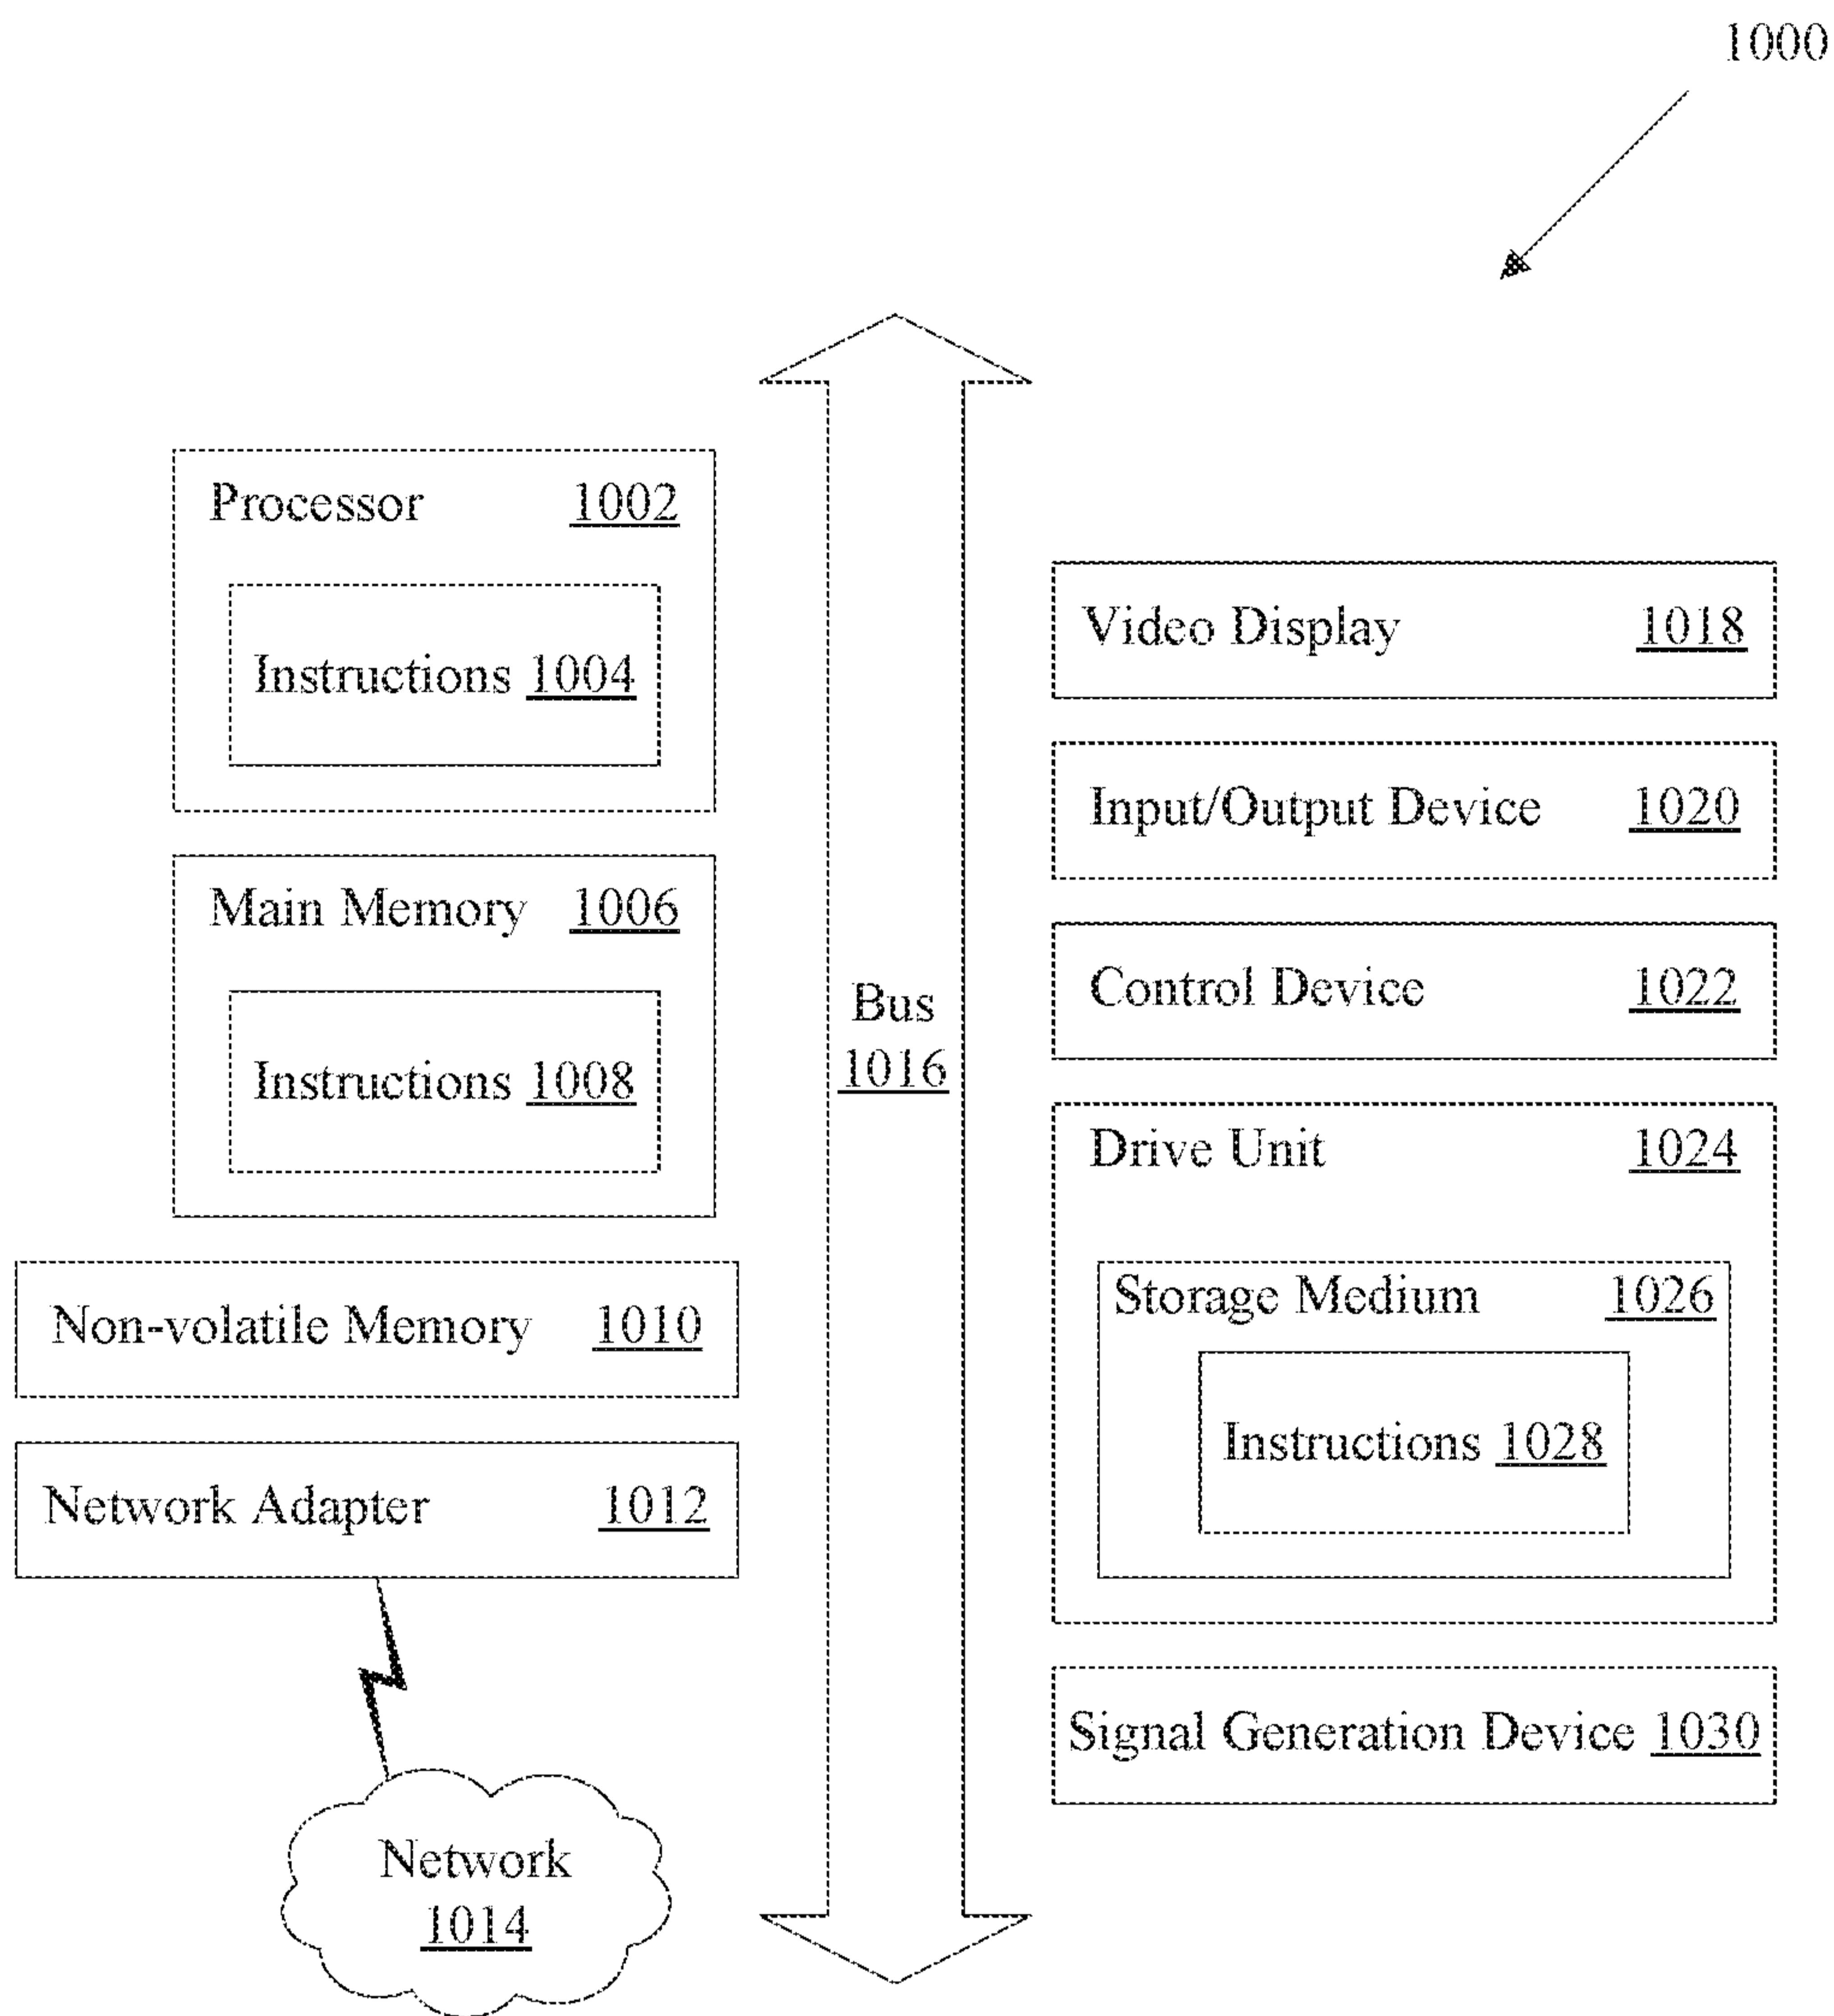 1000
Processor 1002
Instructions 1004
Main Memory 1006
Instructions 1008
Non-volatile Memory 1010
Network Adapter 1012
Network
1014
Bus
1016
Video Display 1018
Input/Output Device 1020
Control Device 1022
Drive Unit 1024
Storage Medium 1026
Instructions 1028
Signal Generation Device 1030